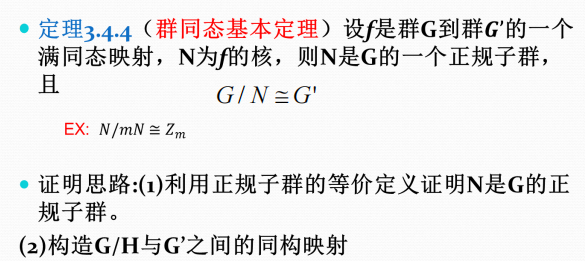 定理3.4.4（群同态基本定理）设f是群G到群G’的一个
满同态映射，N为f的核，则N是G的一个正规子群，
且
G / N ≅ G'
EX: N/mN ≅ Zₘ
证明思路:(1)利用正规子群的等价定义证明N是G的正
规子群。
(2)构造G/H与G’之间的同构映射